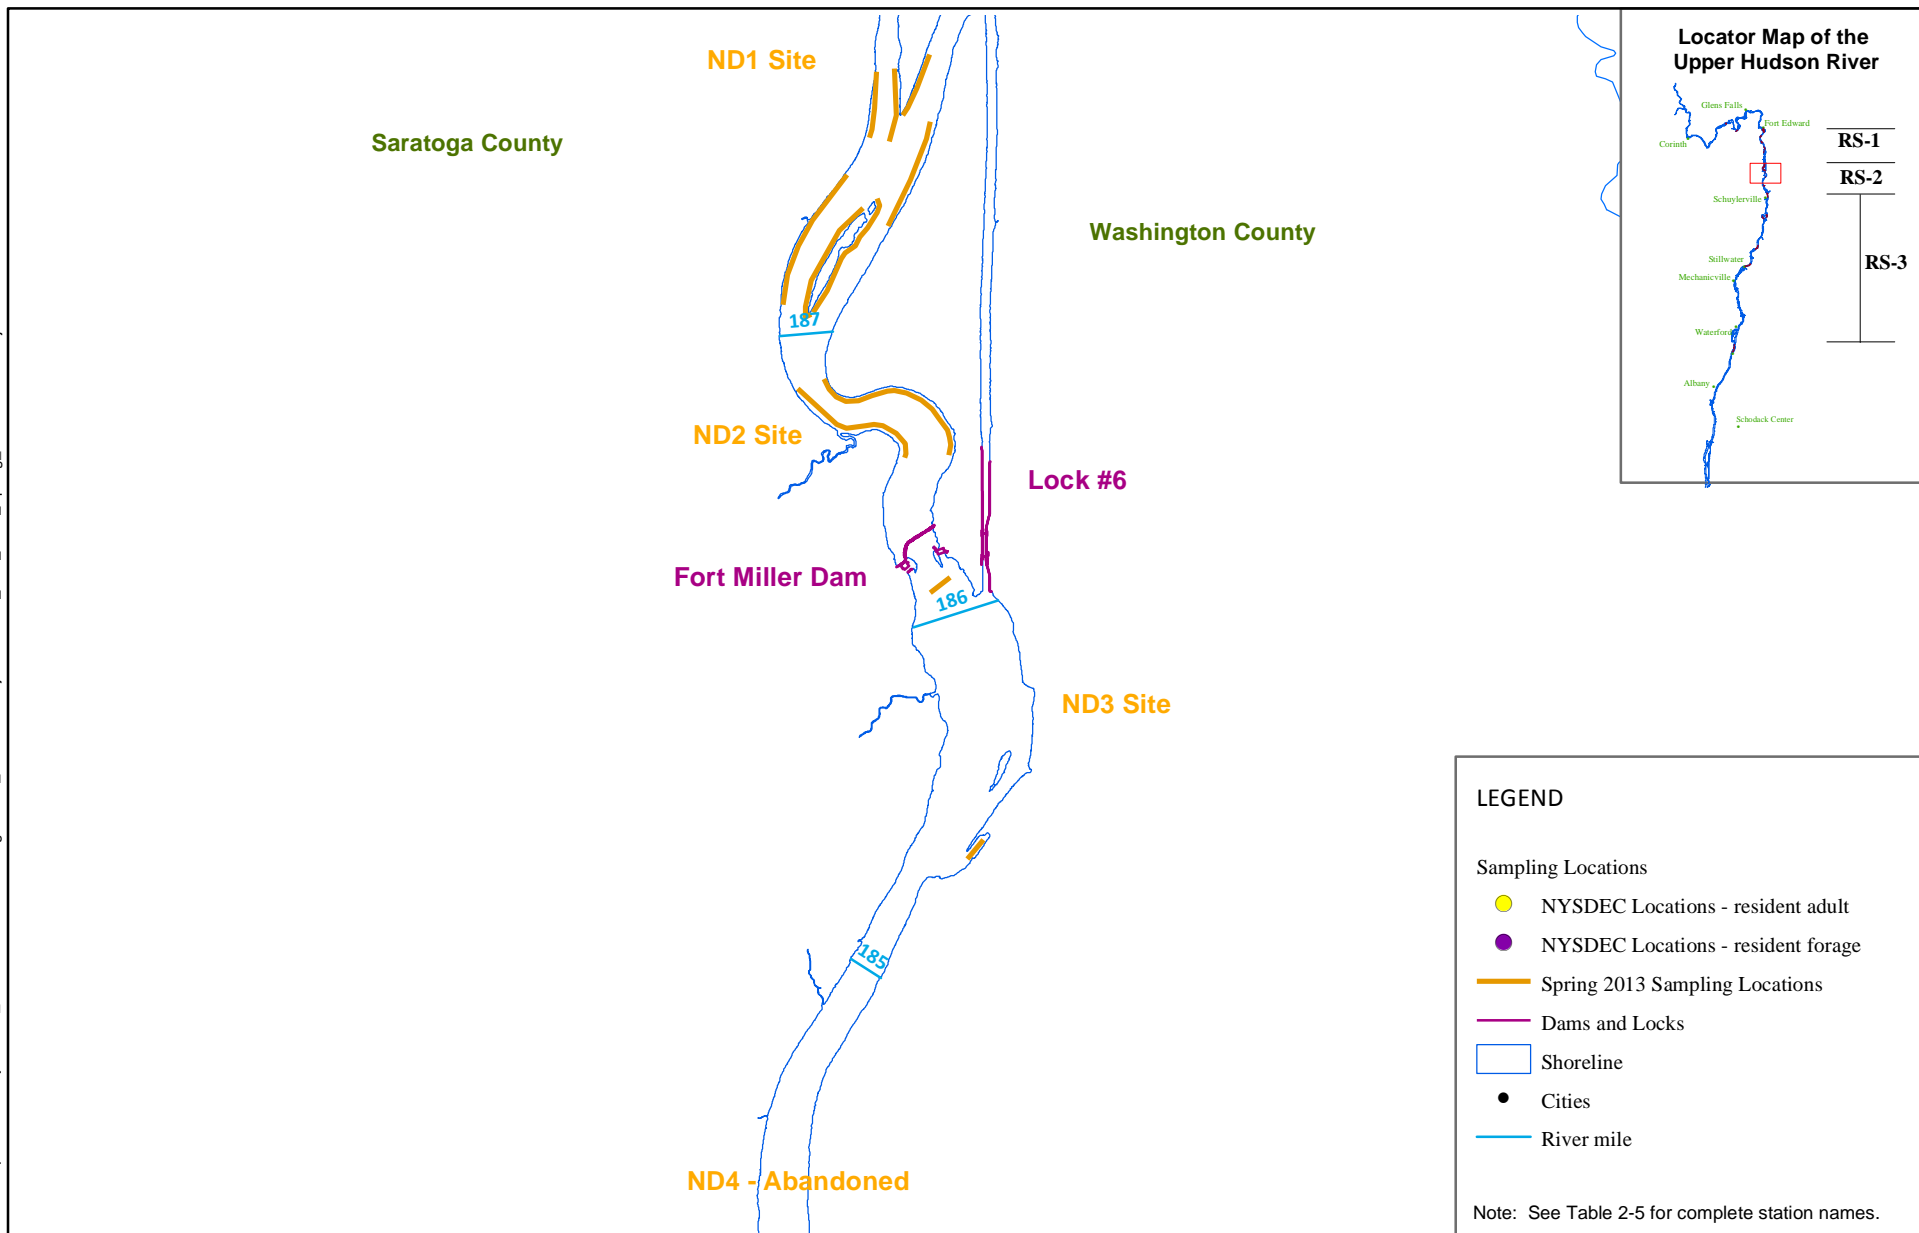 ND1 Site
Saratoga County
Washington County
187
ND2 Site
Lock #6
Fort Miller Dam
186
ND3 Site
185
ND4 - Abandoned
Locator Map of the
Upper Hudson River
Glens Falls
Fort Edward
Corinth
RS-1
RS-2
Schuylerville
RS-3
Stillwater
Mechanicville
Waterford
Albany
Schodack Center
LEGEND
Sampling Locations
NYSDEC Locations - resident adult
NYSDEC Locations - resident forage
Spring 2013 Sampling Locations
Dams and Locks
Shoreline
Cities
River mile
Note: See Table 2-5 for complete station names.